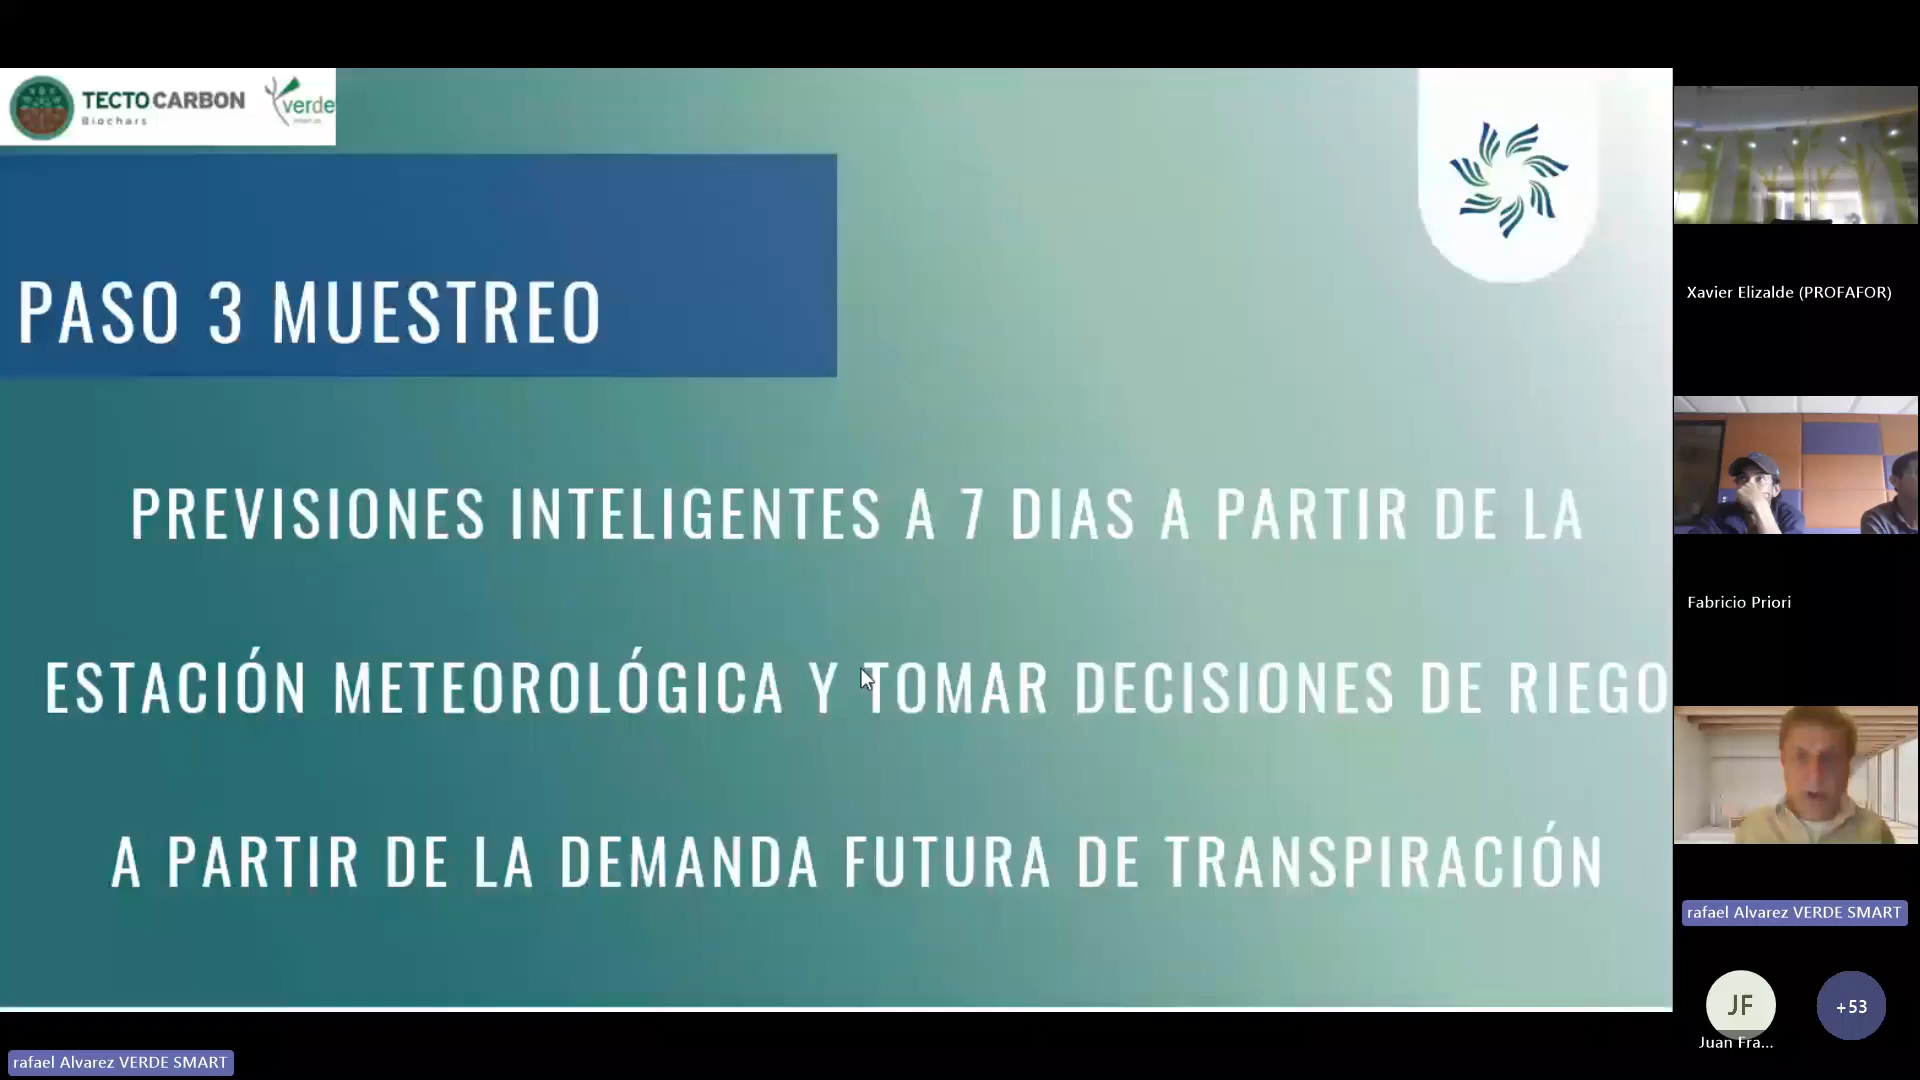 TECTO CARBON
Biochars
verde
PASO 3 MUESTREO
PREVISIONES INTELIGENTES A 7 DIAS A PARTIR DE LA
ESTACIÓN METEOROLÓGICA Y TOMAR DECISIONES DE RIEGO
A PARTIR DE LA DEMANDA FUTURA DE TRANSPIRACIÓN
Xavier Elizalde (PROFAFOR)
Fabricio Priori
rafael Alvarez VERDE SMART
JF
Juan Fra...
+53
rafael Alvarez VERDE SMART